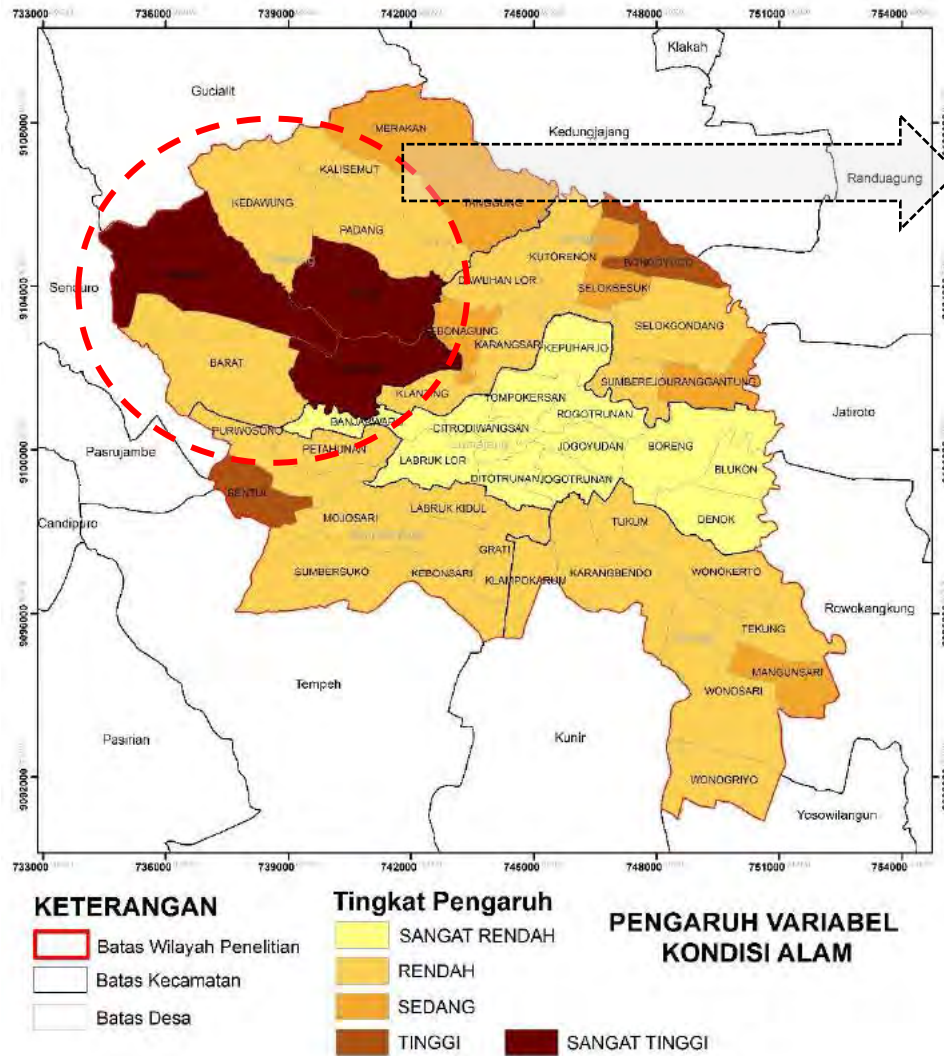 733000 736000 739000 742000 745000 748000 751000 754000
Klakah
Gucialit
9108000
MERAKAN
Kedungjajang
KALISEMUT
Randuagung
KEDAWUNG
TANGGUNG
PADANG
KUTORENON
BONDOYUDO
DAWUHAN LOR
Senduro
SELOKBESUKI
9104000
SELOKGONDANG
EBONAGUNG
KARANGSARI
KEPUHARJO
BARAT
SUMBEREJO
URANGGANTUNG
KLANTING
TOMPOKERSAN
Jatiroto
ROGOTRUNAN
BANJARWARU
PURWOSONO
CITRODIWANGSAN
PETAHUNAN
JOGOYUDAN
BORENG
9100000
Pasrujambe
LABRUK LOR
BLUKON
DITOTRUNAN
JOGOTRUNAN
SENTUL
LABRUK KIDUL
Candipuro
MOJOSARI
TUKUM
DENOK
GRATI
SUMBERSUKO
KEBONSARI
KLAMPOKARUM
KARANGBENDO
WONOKERTO
9096000
Rowokangkung
TEKUNG
MANGUNSARI
Tempeh
WONOSARI
Pasirian
Kunir
9092000
WONOGRIYO
Yosowilangun
733000 736000 739000 742000 745000 748000 751000 754000
KETERANGAN
Batas Wilayah Penelitian
Batas Kecamatan
Batas Desa
Tingkat Pengaruh
SANGAT RENDAH
RENDAH
SEDANG
TINGGI
SANGAT TINGGI
PENGARUH VARIABEL
KONDISI ALAM